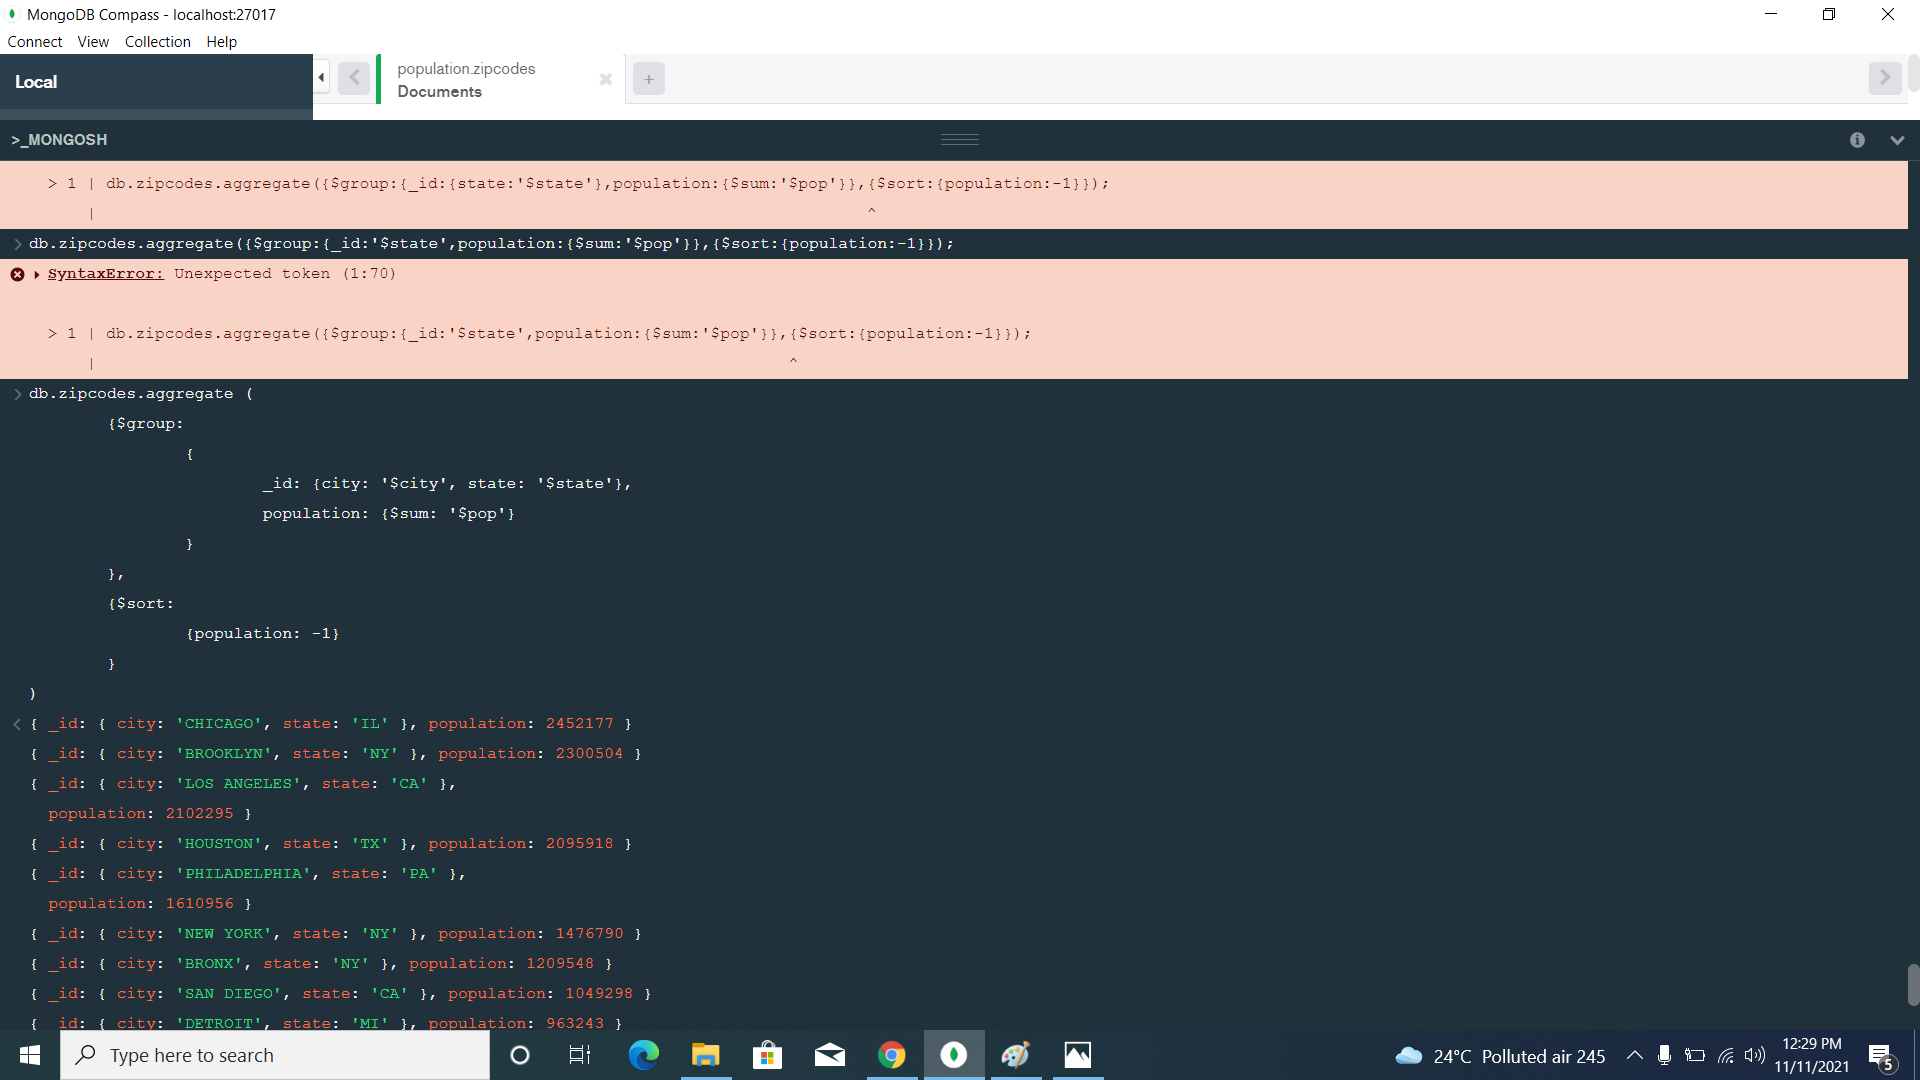 MongoDB Compass - localhost:27017
Connect View Collection Help
Local
population.zipcodes
Documents
>_MONGOSH
> 1 | db.zipcodes.aggregate({$group:{_id:{state:'$state'},population:{$sum:'$pop'}},{$sort:{population:-1}});
| ^
db.zipcodes.aggregate({$group:{_id:'$state',population:{$sum:'$pop'}},{$sort:{population:-1}});
SyntaxError: Unexpected token (1:70)
> 1 | db.zipcodes.aggregate({$group:{_id:'$state',population:{$sum:'$pop'}},{$sort:{population:-1}});
| ^
db.zipcodes.aggregate (
{$group:
{
_id: {city: '$city', state: '$state'},
population: {$sum: '$pop'}
}
},
{$sort:
{population: -1}
}
)
{ _id: { city: 'CHICAGO', state: 'IL' }, population: 2452177 }
{ _id: { city: 'BROOKLYN', state: 'NY' }, population: 2300504 }
{ _id: { city: 'LOS ANGELES', state: 'CA' },
population: 2102295 }
{ _id: { city: 'HOUSTON', state: 'TX' }, population: 2095918 }
{ _id: { city: 'PHILADELPHIA', state: 'PA' },
population: 1610956 }
{ _id: { city: 'NEW YORK', state: 'NY' }, population: 1476790 }
{ _id: { city: 'BRONX', state: 'NY' }, population: 1209548 }
{ _id: { city: 'SAN DIEGO', state: 'CA' }, population: 1049298 }
{ _id: { city: 'DETROIT', state: 'MI' }, population: 963243 }
Type here to search
24°C Polluted air 245
12:29 PM
11/11/2021
5